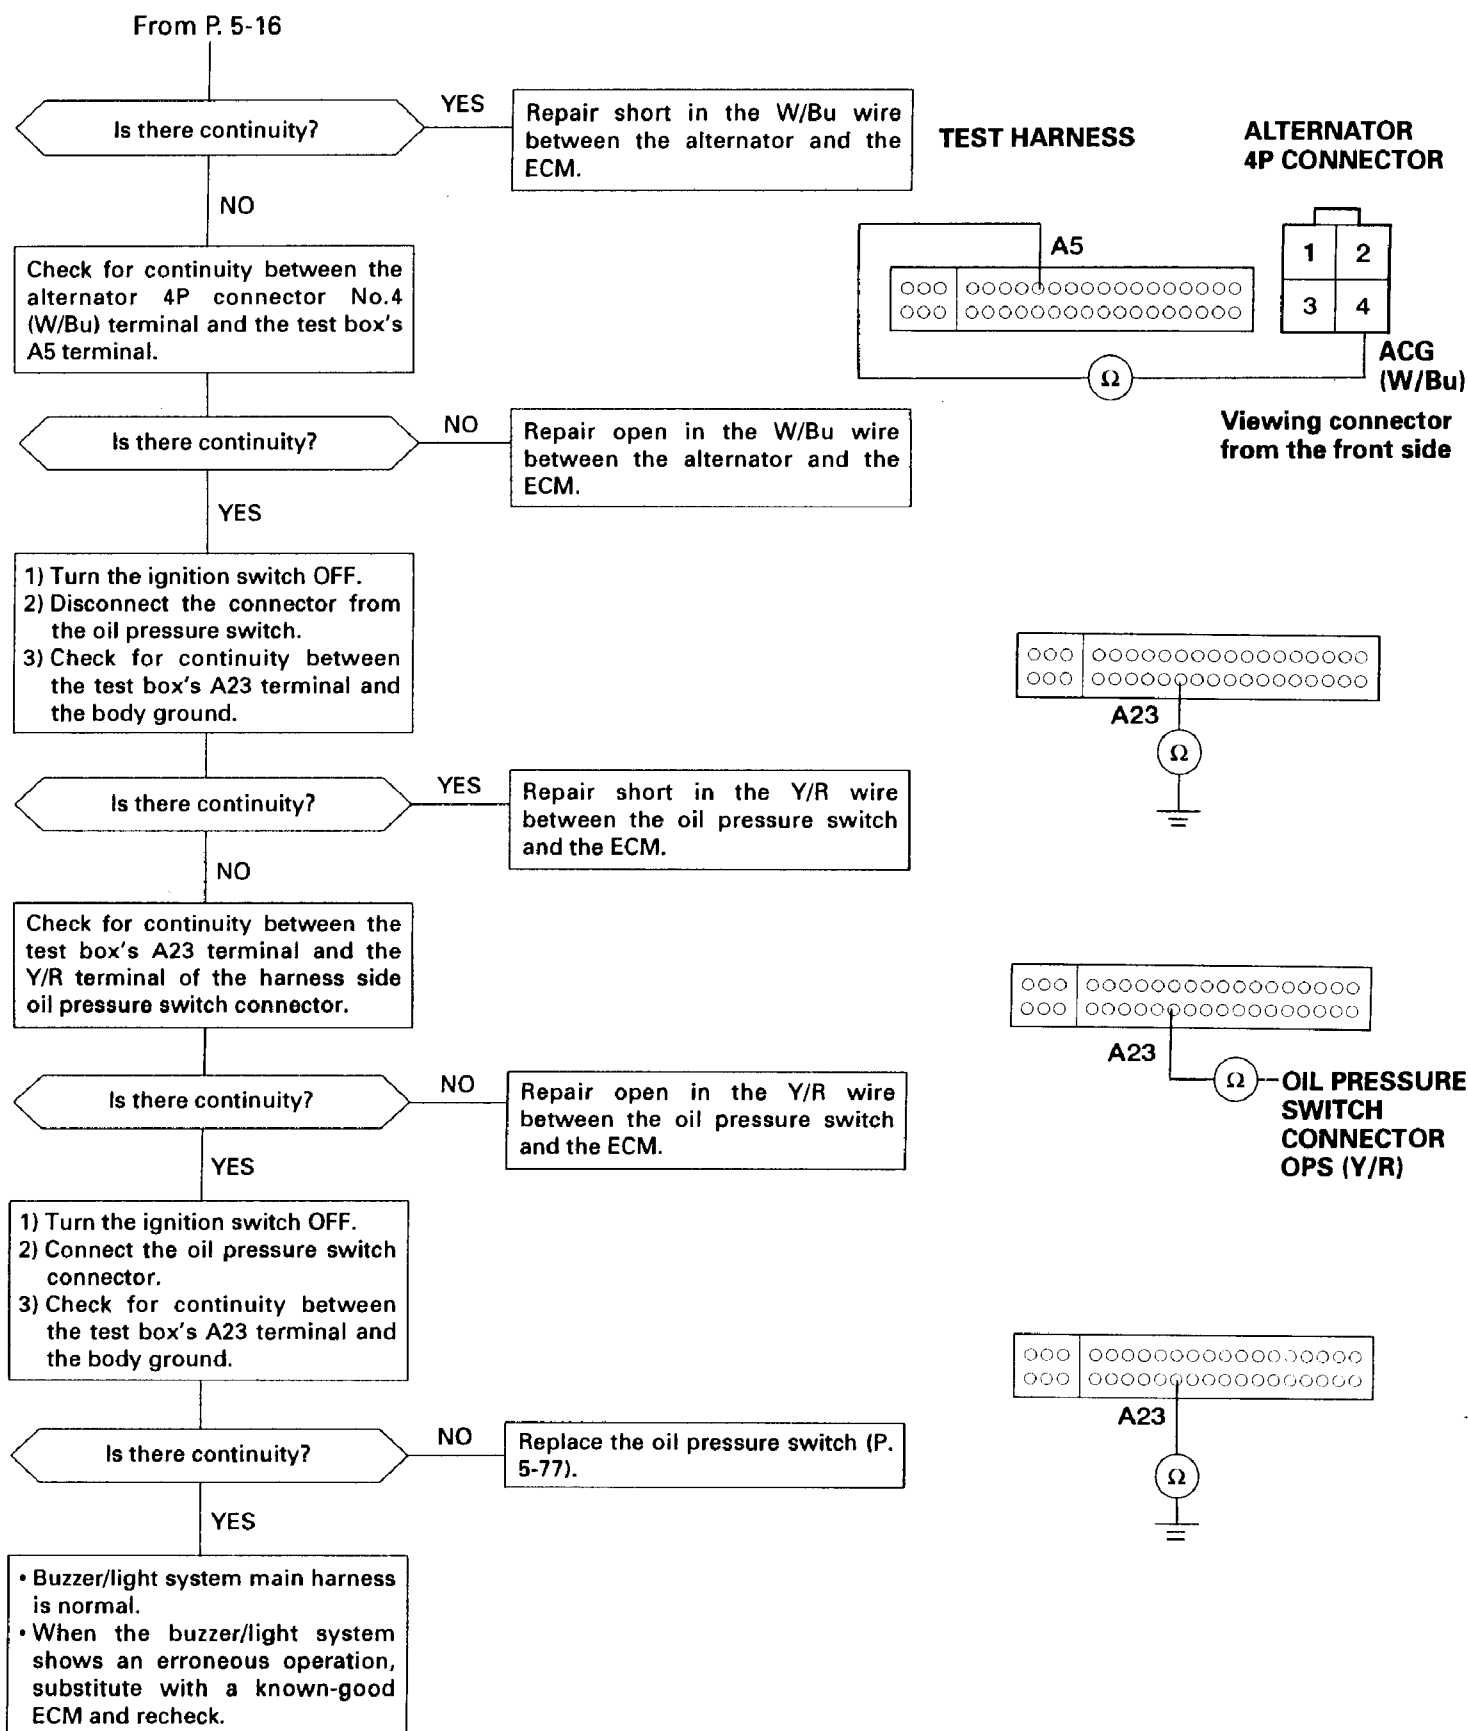 From P. 5-16
Is there continuity?
YES
Repair short in the W/Bu wire
between the alternator and the
ECM.
NO
Check for continuity between the
alternator 4P connector No.4
(W/Bu) terminal and the test box's
A5 terminal.
TEST HARNESS
ALTERNATOR
4P CONNECTOR
A5
1 2
3 4
ACG
(W/Bu)
Ω
Viewing connector
from the front side
Is there continuity?
NO
Repair open in the W/Bu wire
between the alternator and the
ECM.
YES
1) Turn the ignition switch OFF.
2) Disconnect the connector from
the oil pressure switch.
3) Check for continuity between
the test box's A23 terminal and
the body ground.
A23
Ω
Is there continuity?
YES
Repair short in the Y/R wire
between the oil pressure switch
and the ECM.
NO
Check for continuity between the
test box's A23 terminal and the
Y/R terminal of the harness side
oil pressure switch connector.
A23
Ω
OIL PRESSURE
SWITCH
CONNECTOR
OPS (Y/R)
Is there continuity?
NO
Repair open in the Y/R wire
between the oil pressure switch
and the ECM.
YES
1) Turn the ignition switch OFF.
2) Connect the oil pressure switch
connector.
3) Check for continuity between
the test box's A23 terminal and
the body ground.
A23
Ω
Is there continuity?
NO
Replace the oil pressure switch (P.
5-77).
YES
• Buzzer/light system main harness
is normal.
• When the buzzer/light system
shows an erroneous operation,
substitute with a known-good
ECM and recheck.